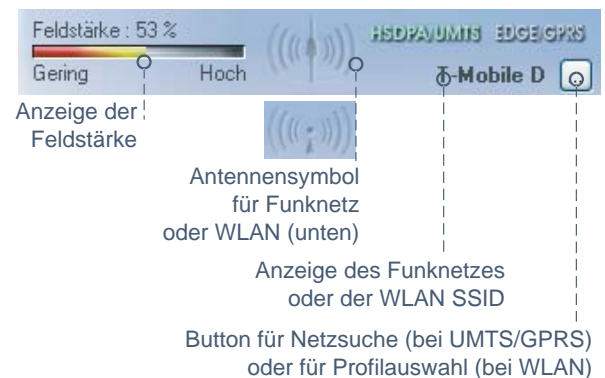 Feldstärke : 53 %
HSDPA/UMTS EDGE/GPRS
Gering Hoch
T-Mobile D
Anzeige der
Feldstärke
Antennensymbol
für Funknetz
oder WLAN (unten)
Anzeige des Funknetzes
oder der WLAN SSID
Button für Netzsuche (bei UMTS/GPRS)
oder für Profilauswahl (bei WLAN)